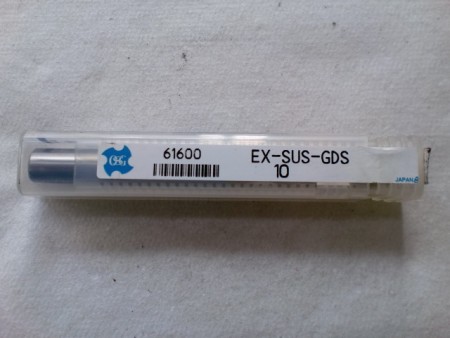 OSG
61600
EX-SUS-GDS
10
JAPAN